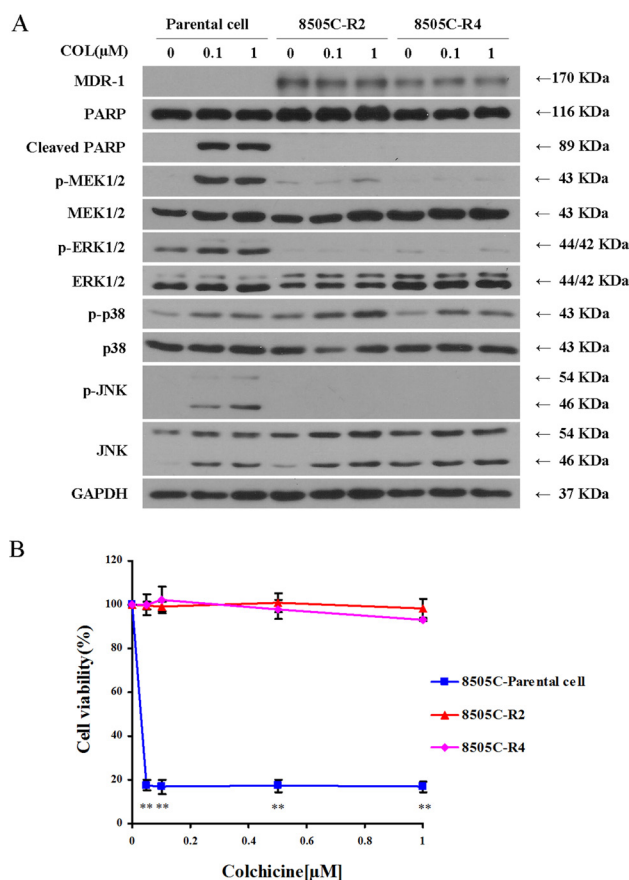 A
Parental cell 8505C-R2 8505C-R4
COL(μM) 0 0.1 1 0 0.1 1 0 0.1 1
MDR-1 ←170 KDa
PARP ←116 KDa
Cleaved PARP ← 89 KDa
p-MEK1/2 ← 43 KDa
MEK1/2 ← 43 KDa
p-ERK1/2 ← 44/42 KDa
ERK1/2 ← 44/42 KDa
p-p38 ← 43 KDa
p38 ← 43 KDa
← 54 KDa
p-JNK
← 46 KDa
← 54 KDa
JNK
← 46 KDa
GAPDH ← 37 KDa
B
120
100
80
60
40
20
0
Cell viability(%)
** ** ** **
0 0.2 0.4 0.6 0.8 1
Colchicine[μM]
8505C-Parental cell
8505C-R2
8505C-R4